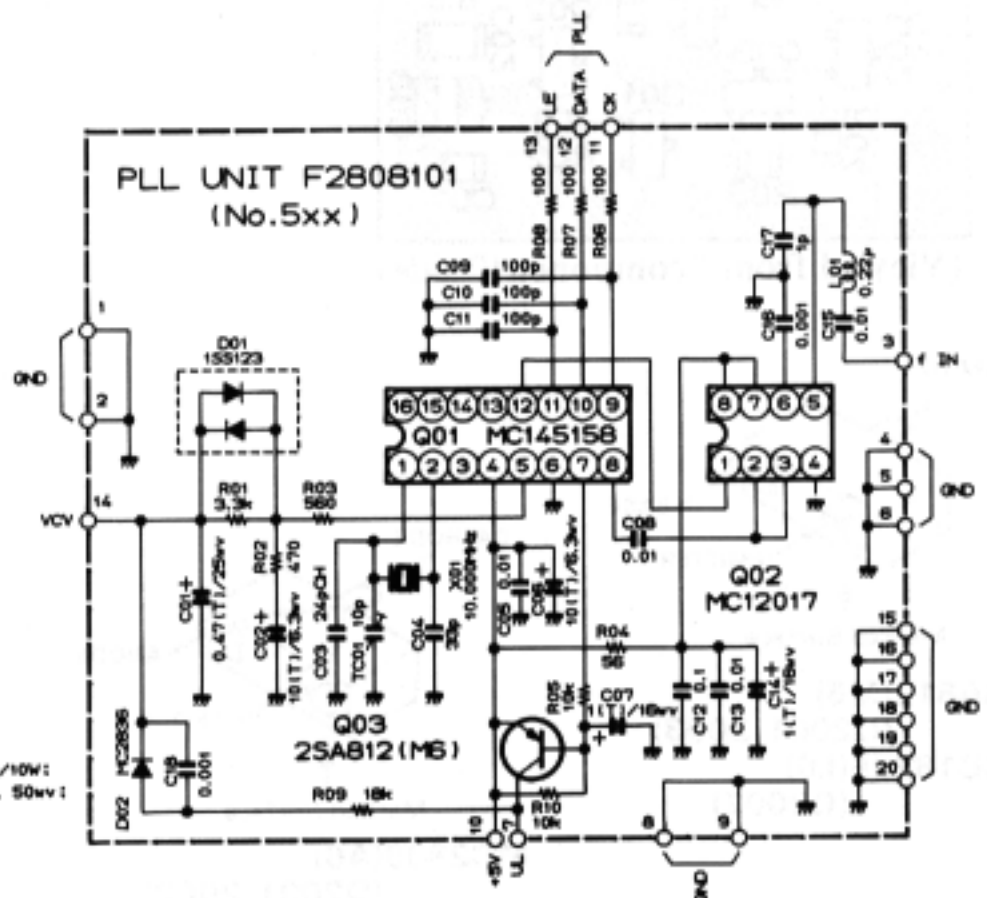 PLL
LE
DATA
CK
13
12
11
PLL UNIT F2808101
(No.5xx)
100
100
100
R08
R07
R06
C17
1p
L01
0.22μ
C09
100p
C10
100p
C11
100p
C16
0.001
C15
0.01
3
f IN
1
GND
2
D01
1SS123
16 15 14 13 12 11 10 9
Q01 MC145158
1 2 3 4 5 6 7 8
8 7 6 5
1 2 3 4
4
5
6
GND
14
VCV
R01
3.3k
R03
560
R02
470
C08
0.01
Q02
MC12017
C01
+
0.47(T)/25wv
C02
+
10(T)/6.3wv
C03
24pCH
TC01
10p
C04
33p
X01
10.000MHz
C05
0.01
C06
+
10(T)/6.3wv
R04
56
R05
10k
C07
1(T)/16wv
+
C12
0.1
C13
0.01
C14
+
1(T)/16wv
15
16
17
18
19
20
GND
Q03
2SA812(M6)
MC2836
D02
C18
0.001
/10W:
50wv:
R09 18k
R10
10k
10
7
+5V
UL
8
9
GND